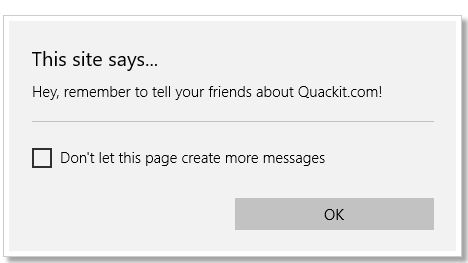 This site says...
Hey, remember to tell your friends about Quackit.com!
Don't let this page create more messages
OK